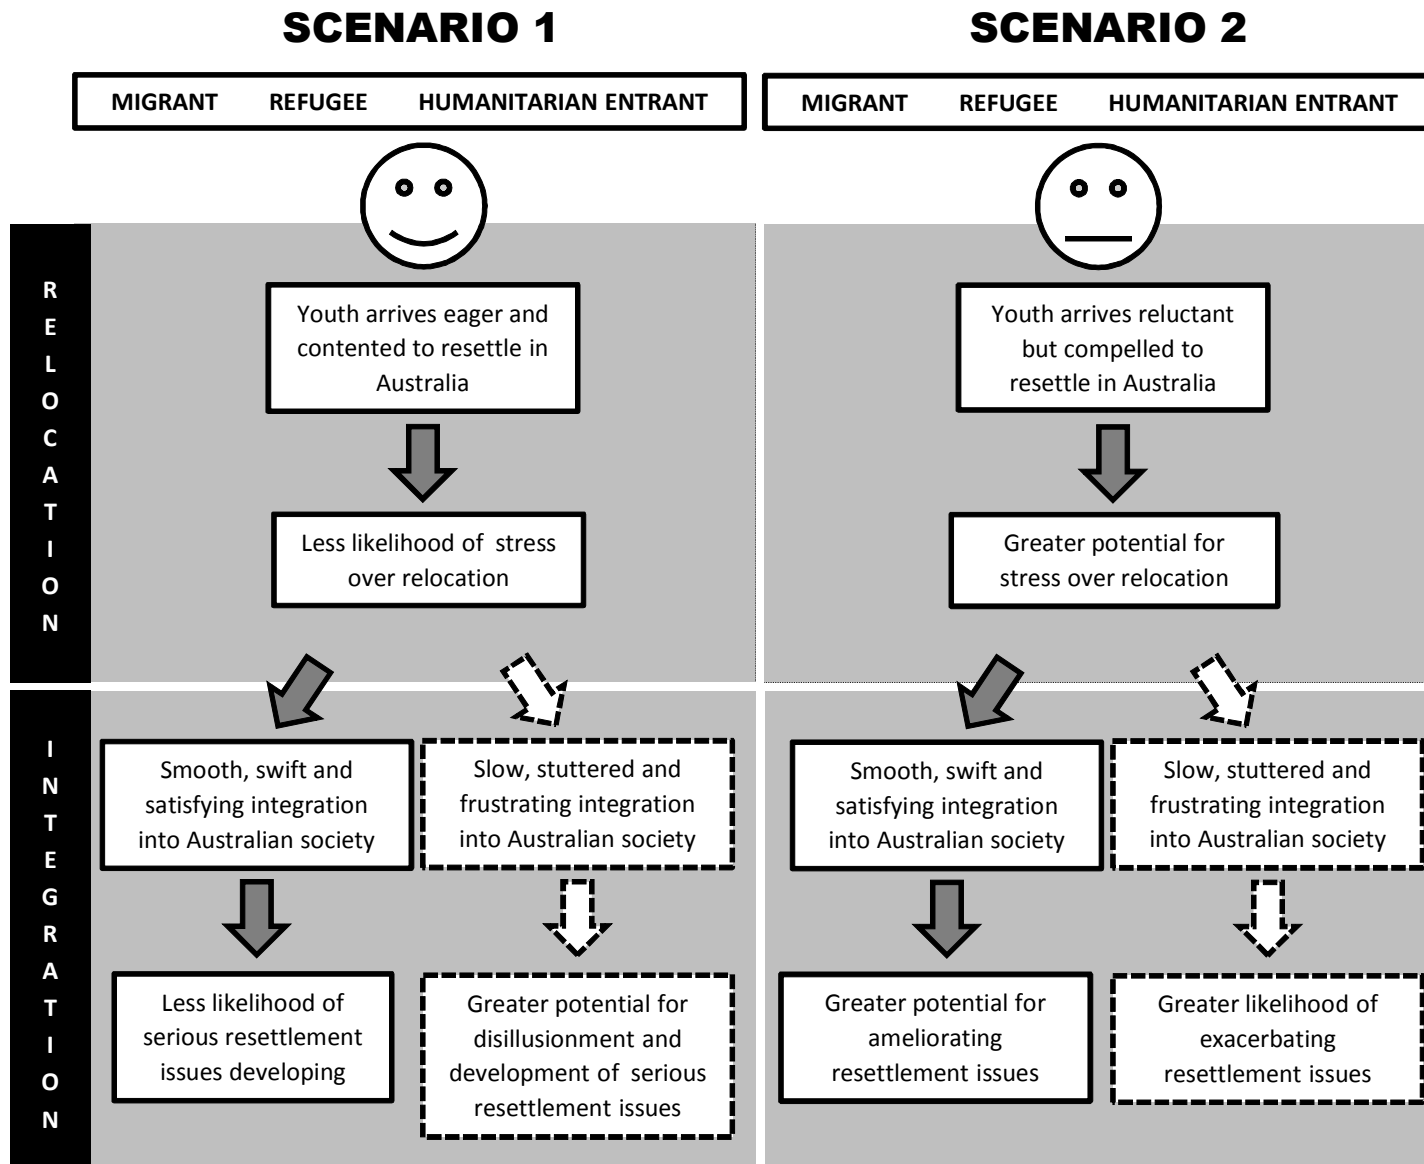 SCENARIO 1
MIGRANT REFUGEE HUMANITARIAN ENTRANT
RELOCATION
Youth arrives eager and
contented to resettle in
Australia
Less likelihood of stress
over relocation
INTEGRATION
Smooth, swift and
satisfying integration
into Australian society
Less likelihood of
serious resettlement
issues developing
Slow, stuttered and
frustrating integration
into Australian society
Greater potential for
disillusionment and
development of serious
resettlement issues
SCENARIO 2
MIGRANT REFUGEE HUMANITARIAN ENTRANT
Youth arrives reluctant
but compelled to
resettle in Australia
Greater potential for
stress over relocation
Smooth, swift and
satisfying integration
into Australian society
Greater potential for
ameliorating
resettlement issues
Slow, stuttered and
frustrating integration
into Australian society
Greater likelihood of
exacerbating
resettlement issues